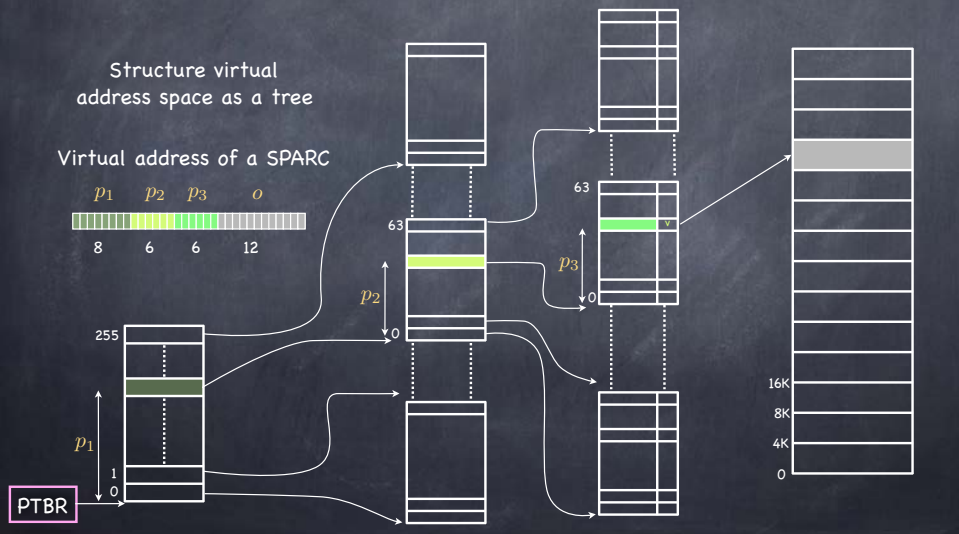 Structure virtual
address space as a tree
Virtual address of a SPARC
p1 p2 p3 o
8 6 6 12
255
p1
1
0
PTBR
63
p2
0
63
v
p3
0
16K
8K
4K
0